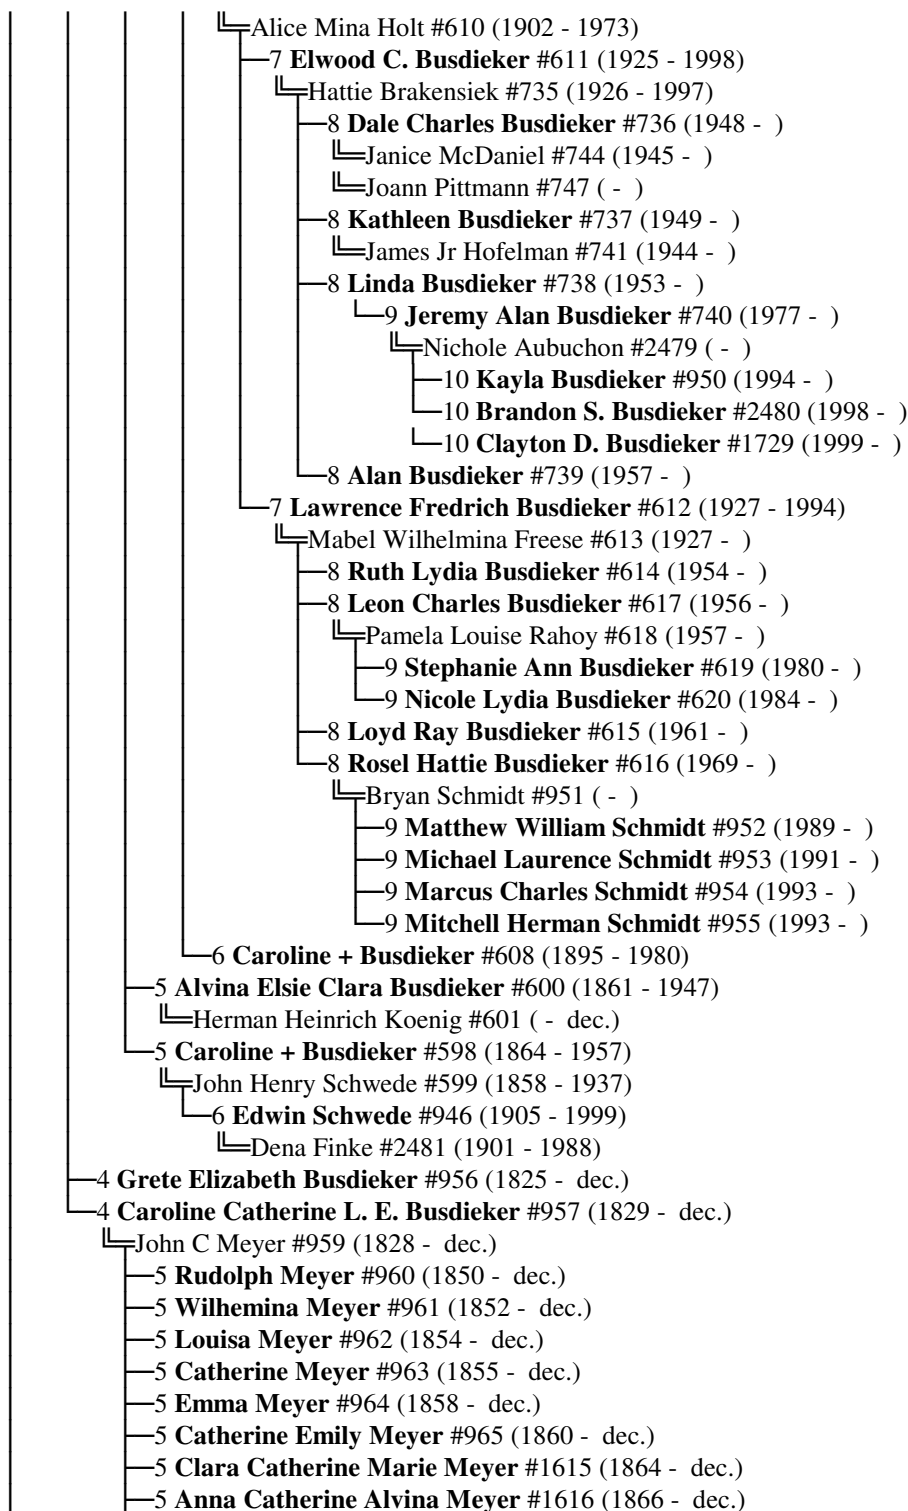 Alice Mina Holt #610 (1902 - 1973)
7 Elwood C. Busdieker #611 (1925 - 1998)
Hattie Brakensiek #735 (1926 - 1997)
8 Dale Charles Busdieker #736 (1948 - )
Janice McDaniel #744 (1945 - )
Joann Pittmann #747 ( - )
8 Kathleen Busdieker #737 (1949 - )
James Jr Hofelman #741 (1944 - )
8 Linda Busdieker #738 (1953 - )
9 Jeremy Alan Busdieker #740 (1977 - )
Nichole Aubuchon #2479 ( - )
10 Kayla Busdieker #950 (1994 - )
10 Brandon S. Busdieker #2480 (1998 - )
10 Clayton D. Busdieker #1729 (1999 - )
8 Alan Busdieker #739 (1957 - )
7 Lawrence Fredrich Busdieker #612 (1927 - 1994)
Mabel Wilhelmina Freese #613 (1927 - )
8 Ruth Lydia Busdieker #614 (1954 - )
8 Leon Charles Busdieker #617 (1956 - )
Pamela Louise Rahoy #618 (1957 - )
9 Stephanie Ann Busdieker #619 (1980 - )
9 Nicole Lydia Busdieker #620 (1984 - )
8 Loyd Ray Busdieker #615 (1961 - )
8 Rosel Hattie Busdieker #616 (1969 - )
Bryan Schmidt #951 ( - )
9 Matthew William Schmidt #952 (1989 - )
9 Michael Laurence Schmidt #953 (1991 - )
9 Marcus Charles Schmidt #954 (1993 - )
9 Mitchell Herman Schmidt #955 (1993 - )
6 Caroline + Busdieker #608 (1895 - 1980)
5 Alvina Elsie Clara Busdieker #600 (1861 - 1947)
Herman Heinrich Koenig #601 ( - dec.)
5 Caroline + Busdieker #598 (1864 - 1957)
John Henry Schwede #599 (1858 - 1937)
6 Edwin Schwede #946 (1905 - 1999)
Dena Finke #2481 (1901 - 1988)
4 Grete Elizabeth Busdieker #956 (1825 - dec.)
4 Caroline Catherine L. E. Busdieker #957 (1829 - dec.)
John C Meyer #959 (1828 - dec.)
5 Rudolph Meyer #960 (1850 - dec.)
5 Wilhemina Meyer #961 (1852 - dec.)
5 Louisa Meyer #962 (1854 - dec.)
5 Catherine Meyer #963 (1855 - dec.)
5 Emma Meyer #964 (1858 - dec.)
5 Catherine Emily Meyer #965 (1860 - dec.)
5 Clara Catherine Marie Meyer #1615 (1864 - dec.)
5 Anna Catherine Alvina Meyer #1616 (1866 - dec.)